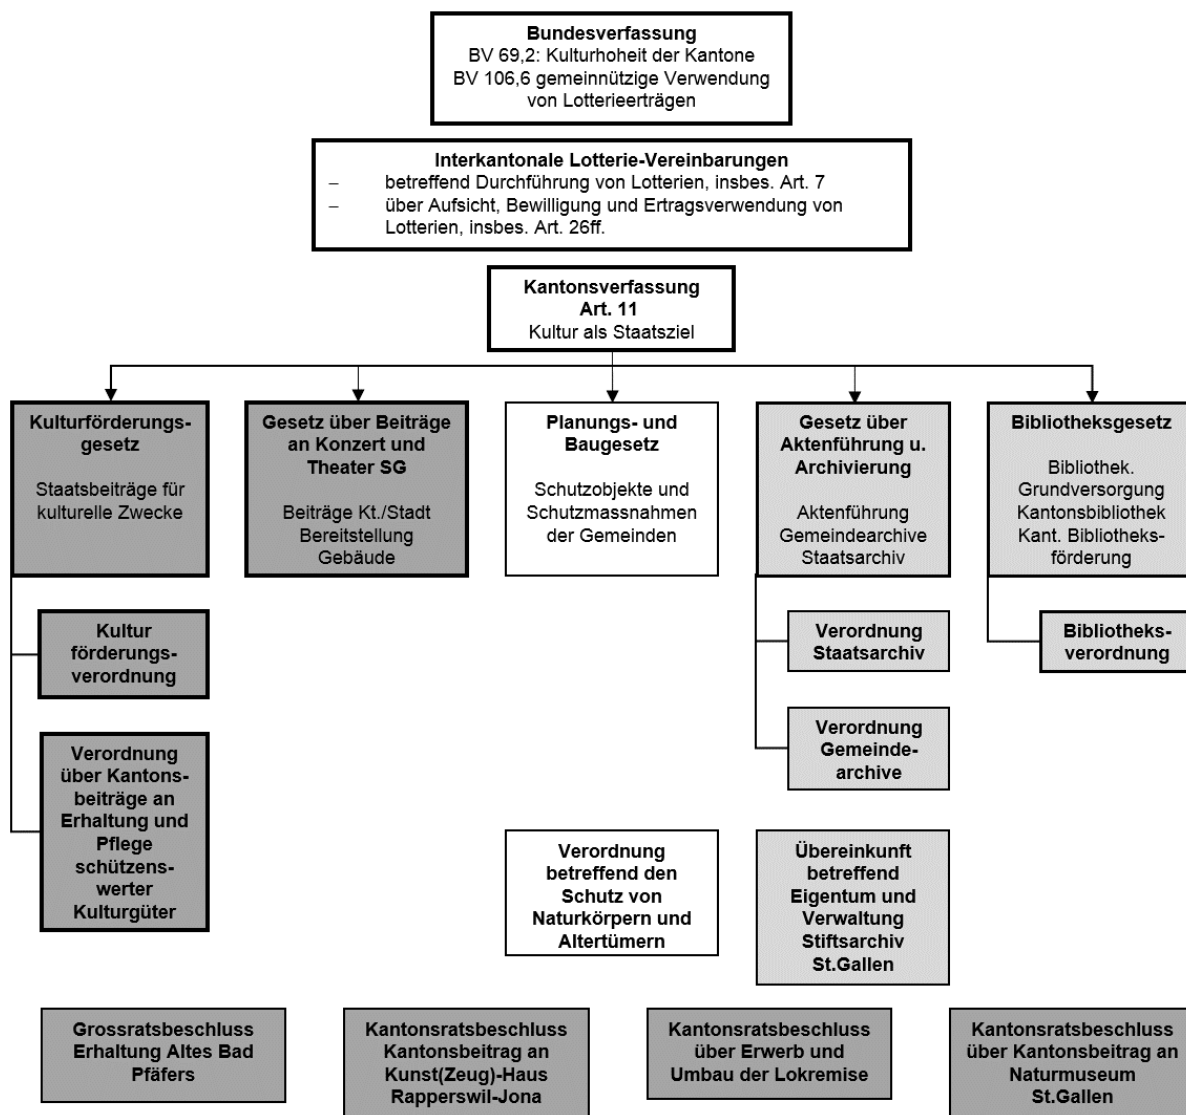 Bundesverfassung
BV 69,2: Kulturhoheit der Kantone
BV 106,6 gemeinnützige Verwendung
von Lotterieerträgen
Interkantonale Lotterie-Vereinbarungen
– betreffend Durchführung von Lotterien, insbes. Art. 7
– über Aufsicht, Bewilligung und Ertragsverwendung von
Lotterien, insbes. Art. 26ff.
Kantonsverfassung
Art. 11
Kultur als Staatsziel
Kulturförderungs-
gesetz
Staatsbeiträge für
kulturelle Zwecke
Gesetz über Beiträge
an Konzert und
Theater SG
Beiträge Kt./Stadt
Bereitstellung
Gebäude
Planungs- und
Baugesetz
Schutzobjekte und
Schutzmassnahmen
der Gemeinden
Gesetz über
Aktenführung u.
Archivierung
Aktenführung
Gemeindearchive
Staatsarchiv
Bibliotheksgesetz
Bibliothek.
Grundversorgung
Kantonsbibliothek
Kant. Bibliotheks-
förderung
Kultur
förderungs-
verordnung
Verordnung
Staatsarchiv
Bibliotheks-
verordnung
Verordnung
über Kantons-
beiträge an
Erhaltung und
Pflege
schützens-
werter
Kulturgüter
Verordnung
Gemeinde-
archive
Verordnung
betreffend den
Schutz von
Naturkörpern und
Altertümern
Übereinkunft
betreffend
Eigentum und
Verwaltung
Stiftsarchiv
St.Gallen
Grossratsbeschluss
Erhaltung Altes Bad
Pfäfers
Kantonsratsbeschluss
Kantonsbeitrag an
Kunst(Zeug)-Haus
Rapperswil-Jona
Kantonsratsbeschluss
über Erwerb und
Umbau der Lokremise
Kantonsratsbeschluss
über Kantonsbeitrag an
Naturmuseum
St.Gallen